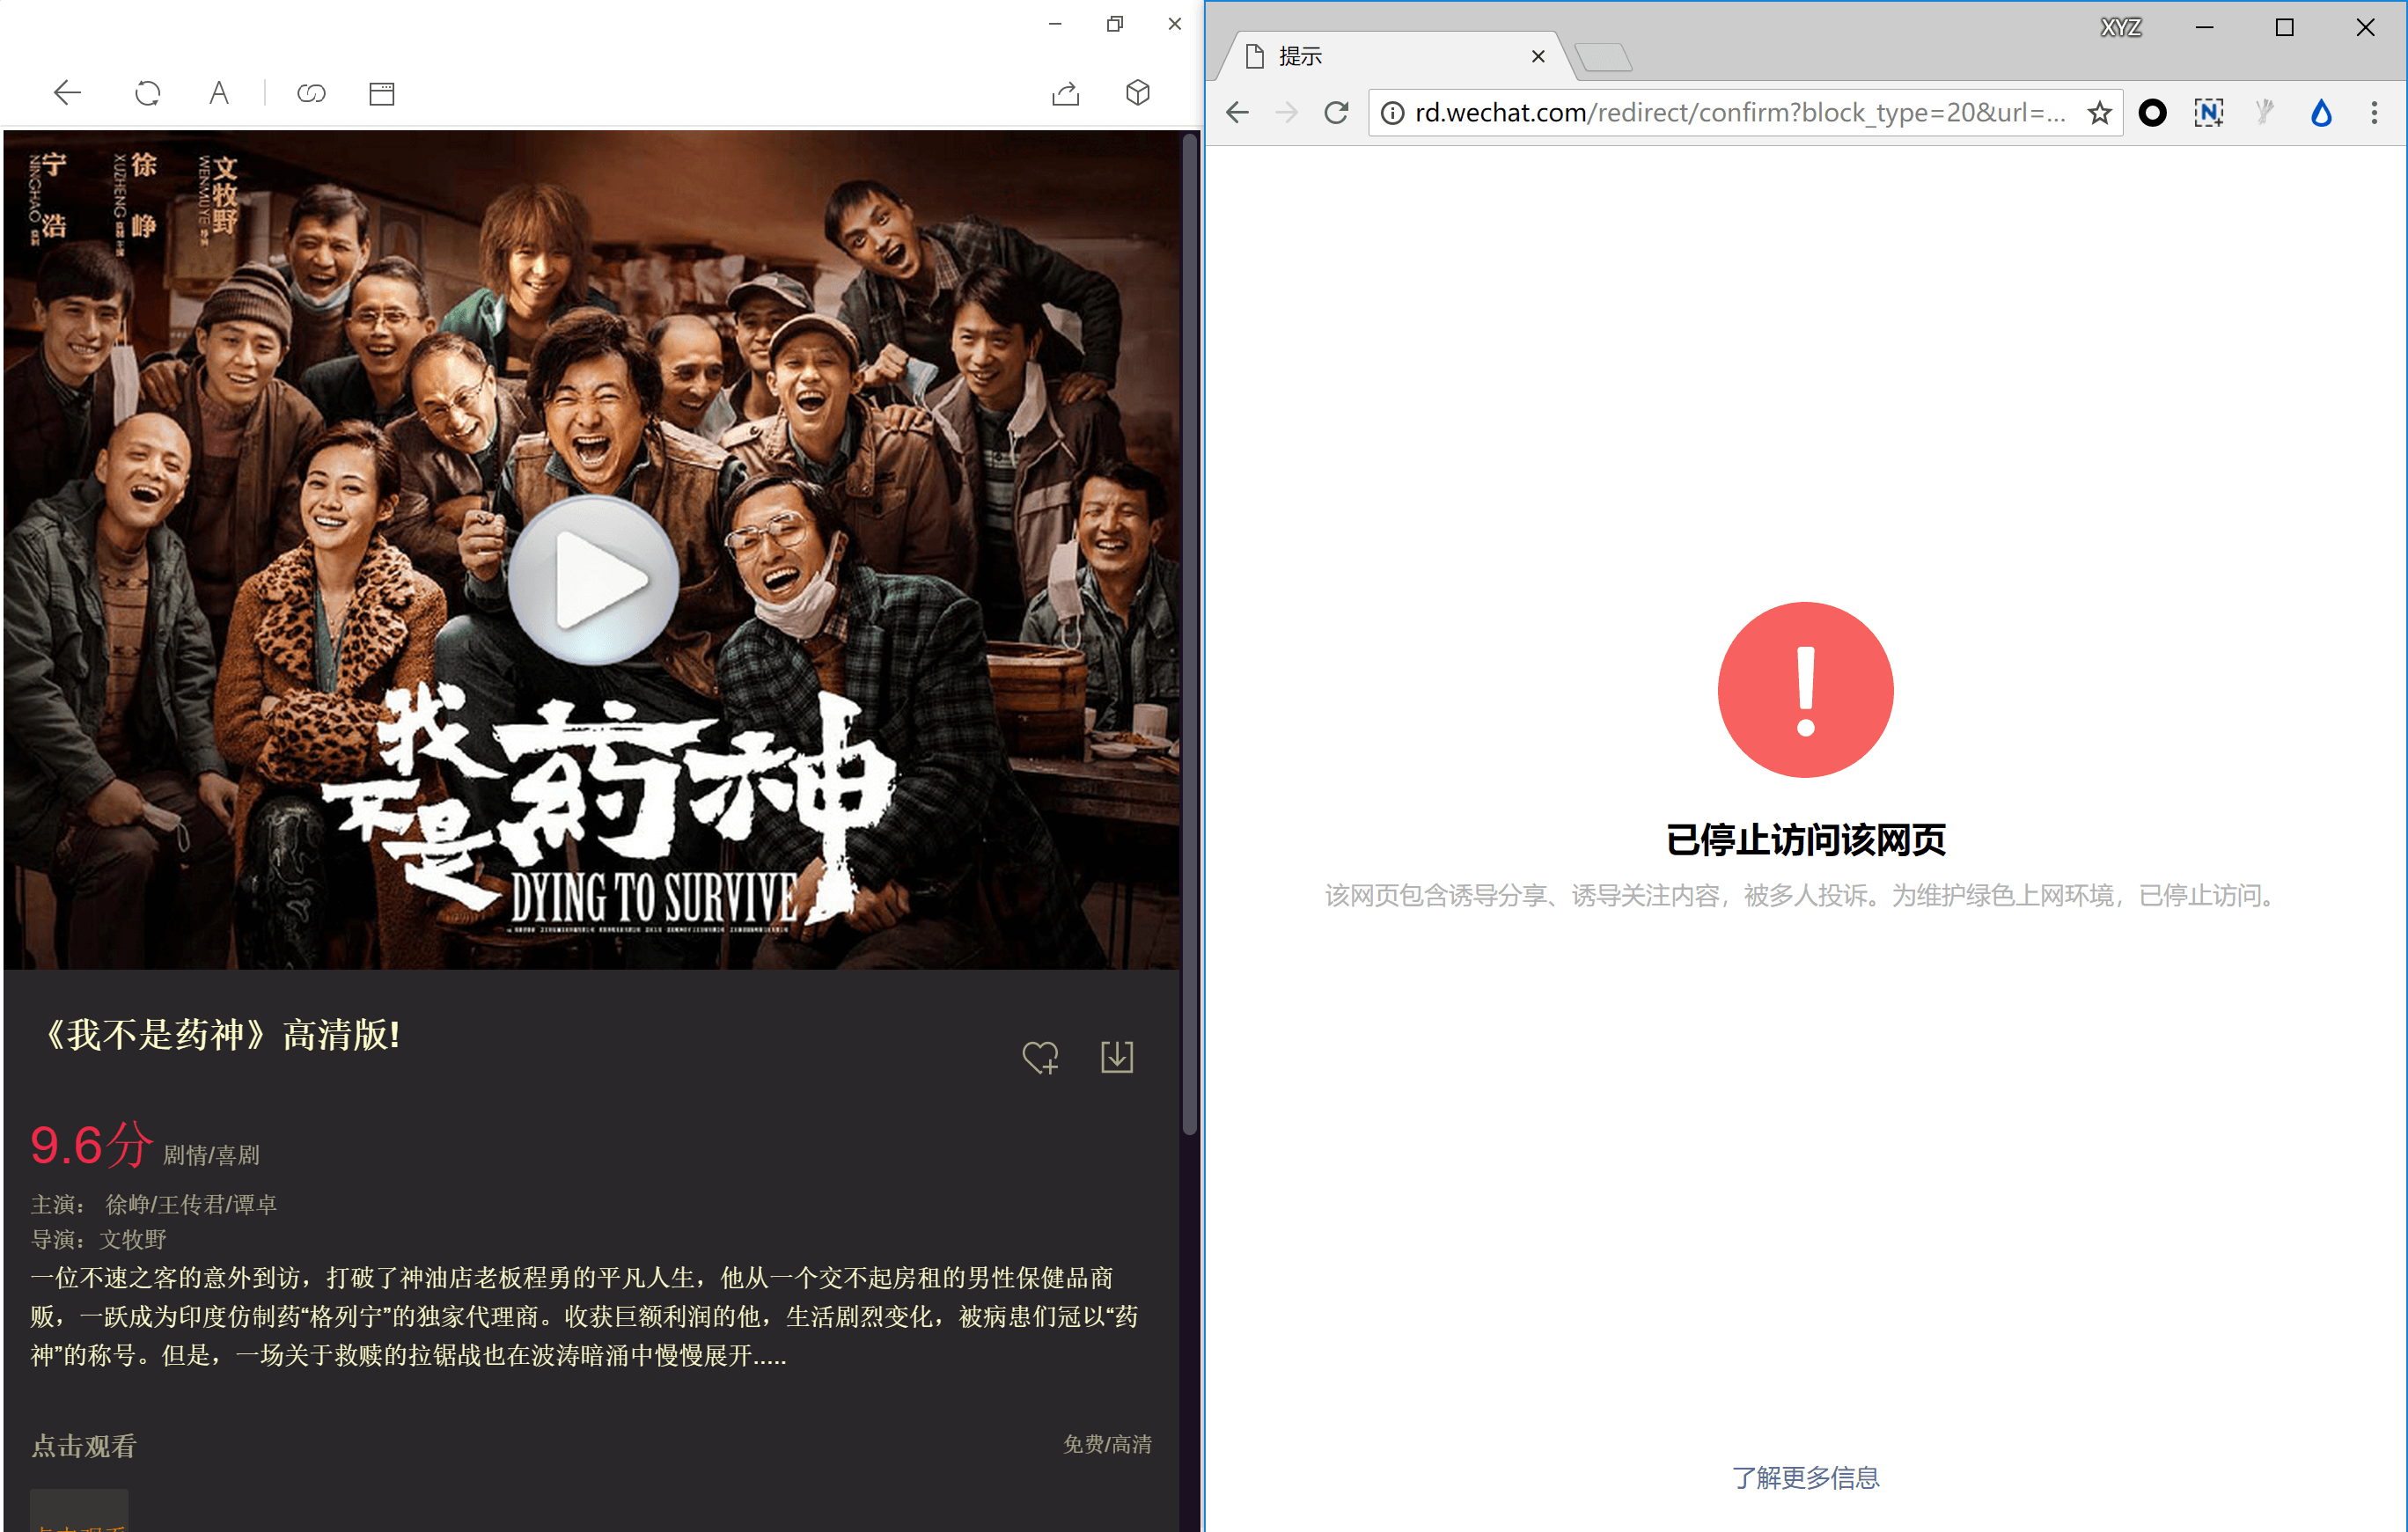 宁浩
NINGHAO
徐峥
XUZHENG
文牧野
WENMUYE
我不是药神
DYING TO SURVIVE
《我不是药神》高清版!
9.6分 剧情/喜剧
主演: 徐峥/王传君/谭卓
导演: 文牧野
一位不速之客的意外到访，打破了神油店老板程勇的平凡人生，他从一个交不起房租的男性保健品商
贩，一跃成为印度仿制药“格列宁”的独家代理商。收获巨额利润的他，生活剧烈变化，被病患们冠以“药
神”的称号。但是，一场关于救赎的拉锯战也在波涛暗涌中慢慢展开.....
点击观看 免费/高清
点击观看
XYZ
提示
rd.wechat.com/redirect/confirm?block_type=20&url=...
已停止访问该网页
该网页包含诱导分享、诱导关注内容，被多人投诉。为维护绿色上网环境，已停止访问。
了解更多信息